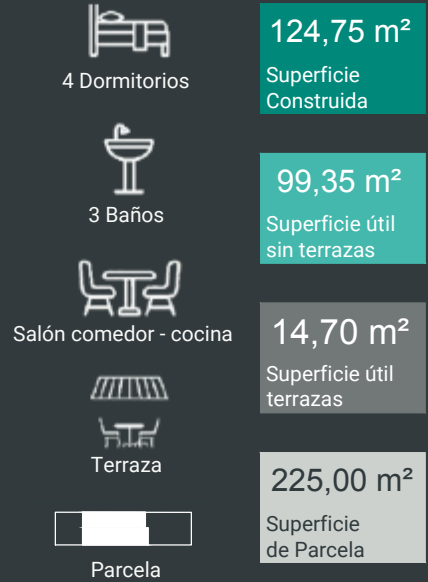 4 Dormitorios
3 Baños
Salón comedor - cocina
Terraza
Parcela
124,75 m²
Superficie
Construida
99,35 m²
Superficie útil
sin terrazas
14,70 m²
Superficie útil
terrazas
225,00 m²
Superficie
de Parcela